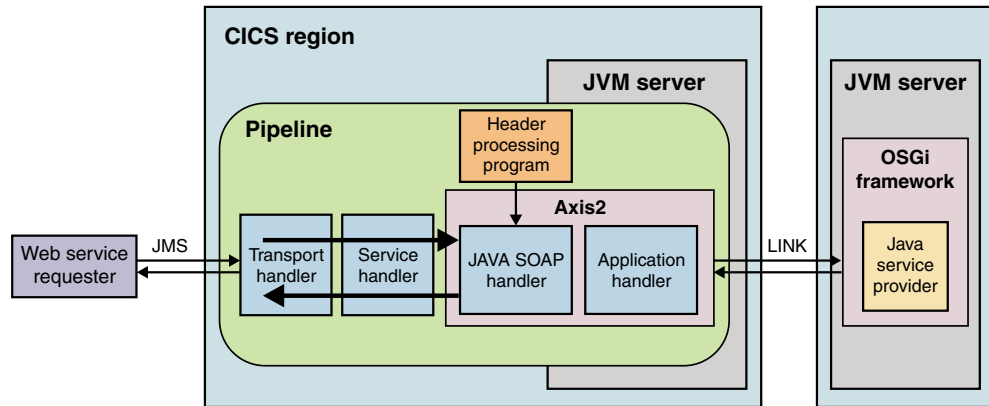 CICS region
JVM server
JVM server
Pipeline
Header
processing
program
OSGi
framework
Axis2
Web service
requester
JMS
Transport
handler
Service
handler
JAVA SOAP
handler
Application
handler
LINK
Java
service
provider